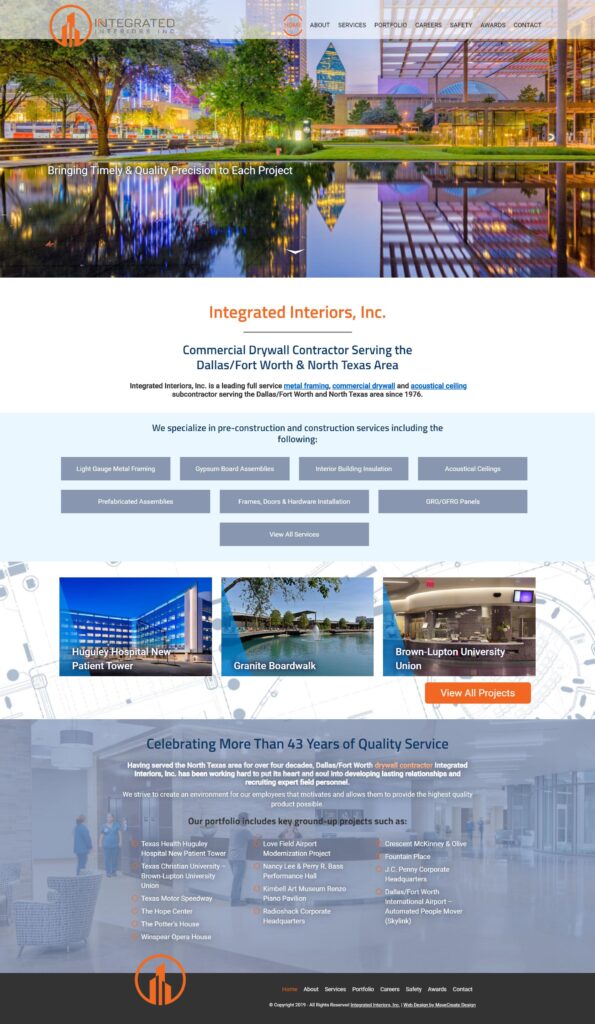 INTEGRATED
INTERIORS INC
HOME ABOUT SERVICES PORTFOLIO CAREERS SAFETY AWARDS CONTACT
Bringing Timely & Quality Precision to Each Project
Integrated Interiors, Inc.
Commercial Drywall Contractor Serving the
Dallas/Fort Worth & North Texas Area
Integrated Interiors, Inc. is a leading full service metal framing, commercial drywall and acoustical ceiling
subcontractor serving the Dallas/Fort Worth and North Texas area since 1976.
We specialize in pre-construction and construction services including the
following:
Light Gauge Metal Framing
Gypsum Board Assemblies
Interior Building Insulation
Acoustical Ceilings
Prefabricated Assemblies
Frames, Doors & Hardware Installation
GRG/GFRG Panels
View All Services
Huguley Hospital New
Patient Tower
Granite Boardwalk
Brown-Lupton University
Union
View All Projects
Celebrating More Than 43 Years of Quality Service
Having served the North Texas area for over four decades, Dallas/Fort Worth drywall contractor Integrated
Interiors, Inc. has been working hard to put its heart and soul into developing lasting relationships and
recruiting expert field personnel.
We strive to create an environment for our employees that motivates and allows them to provide the highest quality
product possible.
Our portfolio includes key ground-up projects such as:
Texas Health Huguley
Hospital New Patient Tower
Texas Christian University –
Brown-Lupton University
Union
Texas Motor Speedway
The Hope Center
The Potter's House
Winspear Opera House
Love Field Airport
Modernization Project
Nancy Lee & Perry R. Bass
Performance Hall
Kimbell Art Museum Renzo
Piano Pavilion
Radioshack Corporate
Headquarters
Crescent McKinney & Olive
Fountain Place
J.C. Penny Corporate
Headquarters
Dallas/Fort Worth
International Airport –
Automated People Mover
(Skylink)
Home About Services Portfolio Careers Safety Awards Contact
© Copyright 2019 - All Rights Reserved Integrated Interiors, Inc. | Web Design by MoveCreate Design